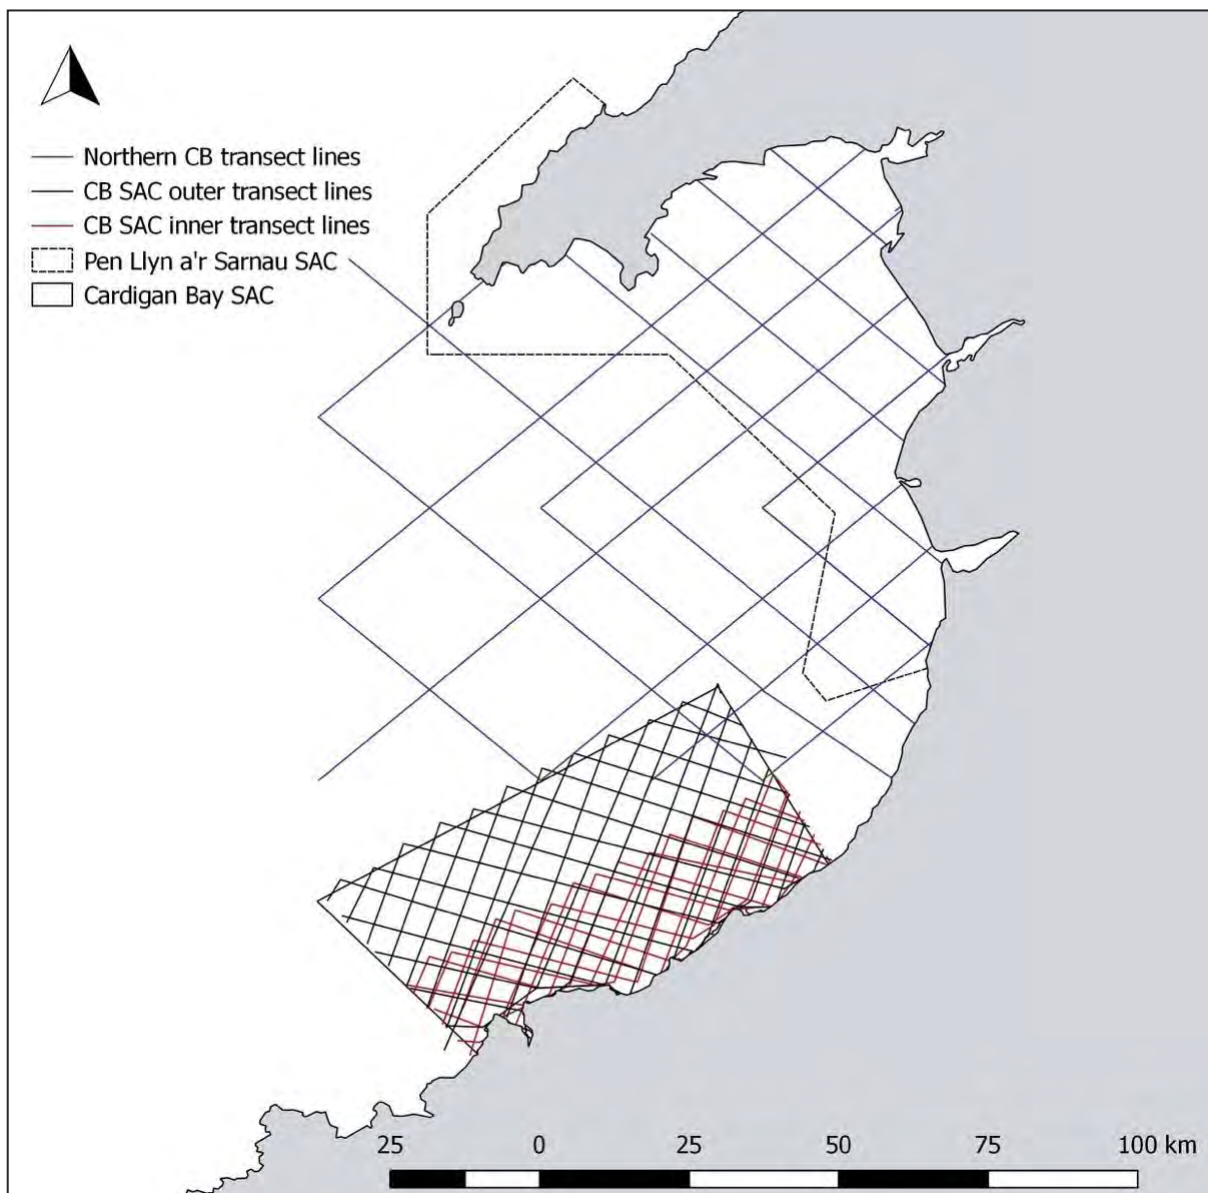 Northern CB transect lines
CB SAC outer transect lines
CB SAC inner transect lines
Pen Llyn a'r Sarnau SAC
Cardigan Bay SAC
25 0 25 50 75 100 km